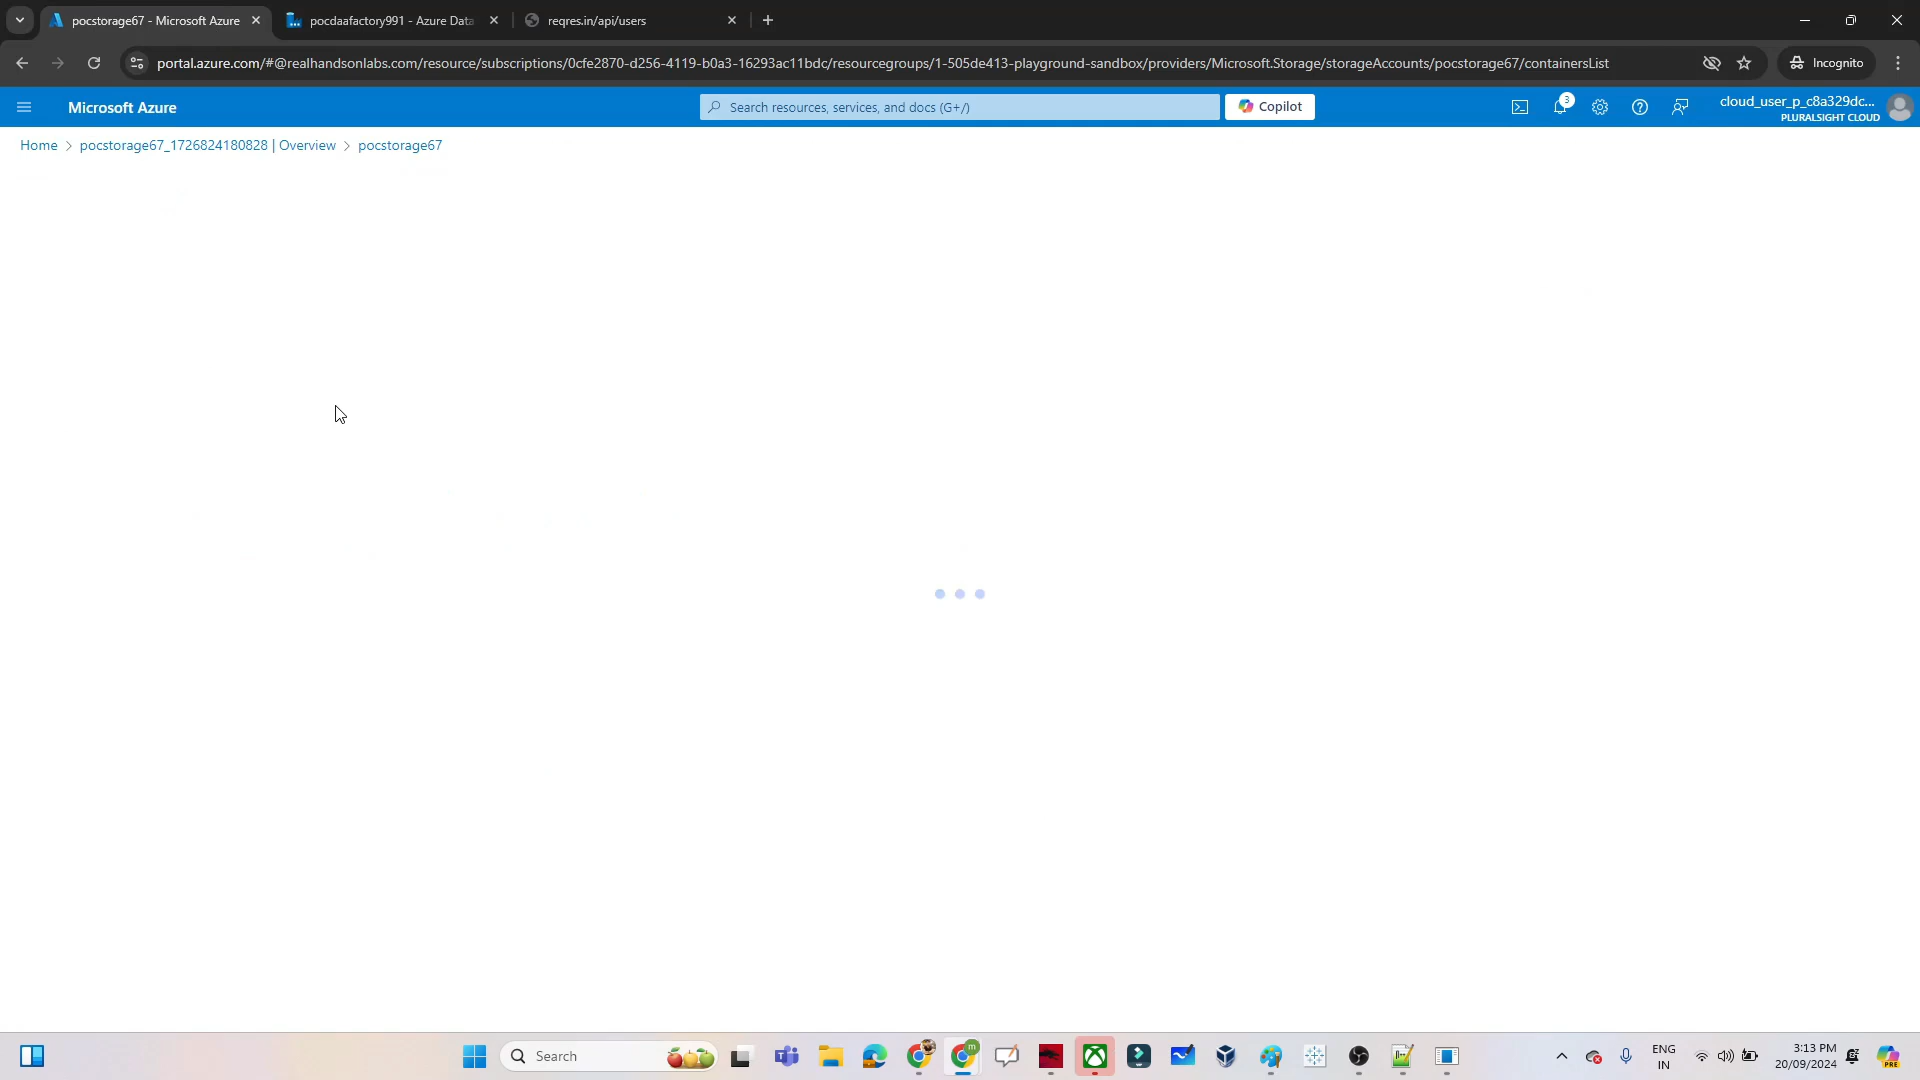 pocstorage67 - Microsoft Azure
pocdaafactory991 - Azure Data
reqres.in/api/users
portal.azure.com/#@realhandsonlabs.com/resource/subscriptions/0cfe2870-d256-4119-b0a3-16293ac11bdc/resourcegroups/1-505de413-playground-sandbox/providers/Microsoft.Storage/storageAccounts/pocstorage67/containersList
Incognito
Microsoft Azure
Search resources, services, and docs (G+/)
Copilot
3
cloud_user_p_c8a329dc...
PLURALSIGHT CLOUD
Home > pocstorage67_1726824180828 | Overview > pocstorage67
Search
ENG
IN
3:13 PM
20/09/2024
PRE